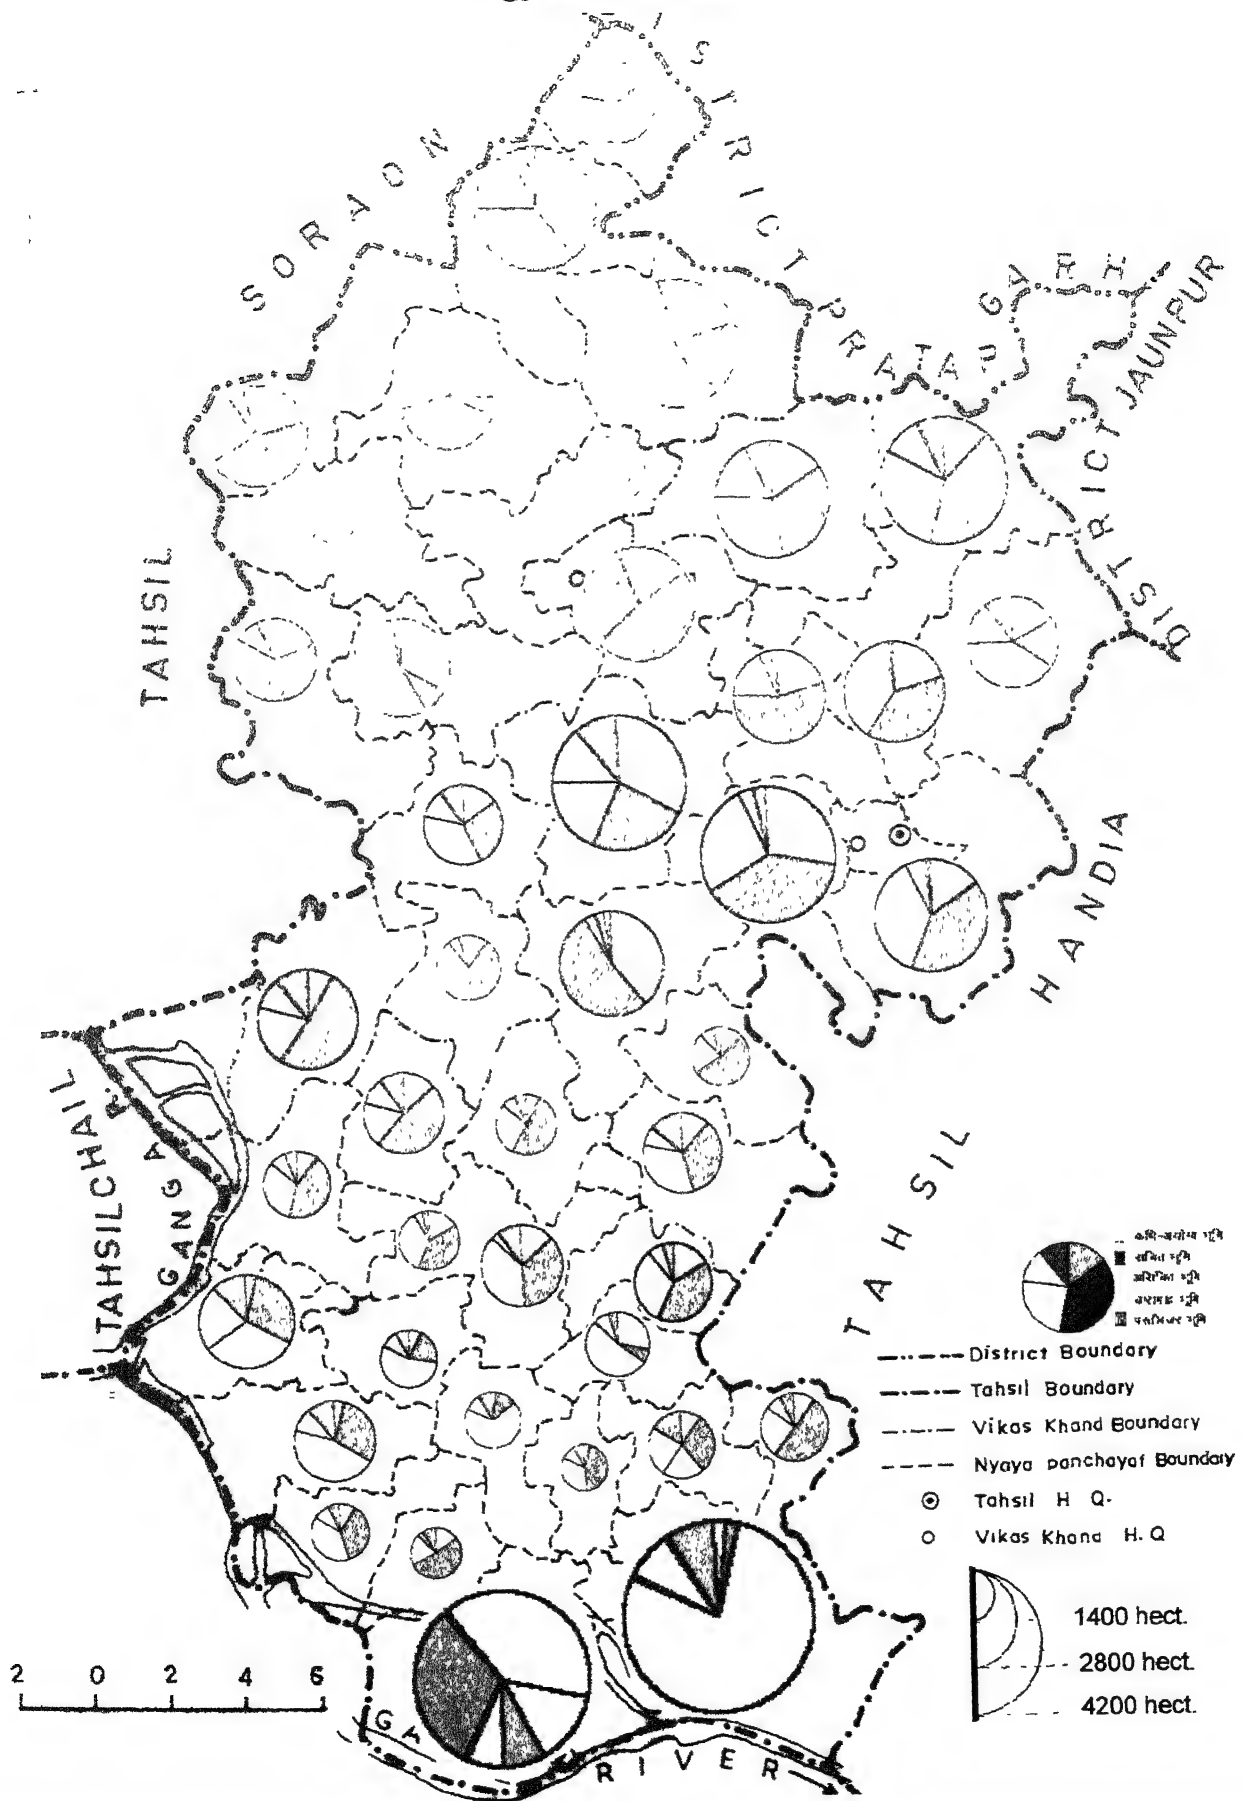 SORAON
DISTRICT PRATAPGARH
DISTRICT JAUNPUR
TAHSIL
HANDIA
TAHSIL
TAHSILCHAIL
GANGA
भूमि
भूमि
भूमि
भूमि
भूमि
District Boundary
Tahsil Boundary
Vikas Khand Boundary
Nyaya panchayat Boundary
Tahsil H Q.
Vikas Khand H.Q
1400 hect.
2800 hect.
4200 hect.
2 0 2 4 6
GA
RIVER